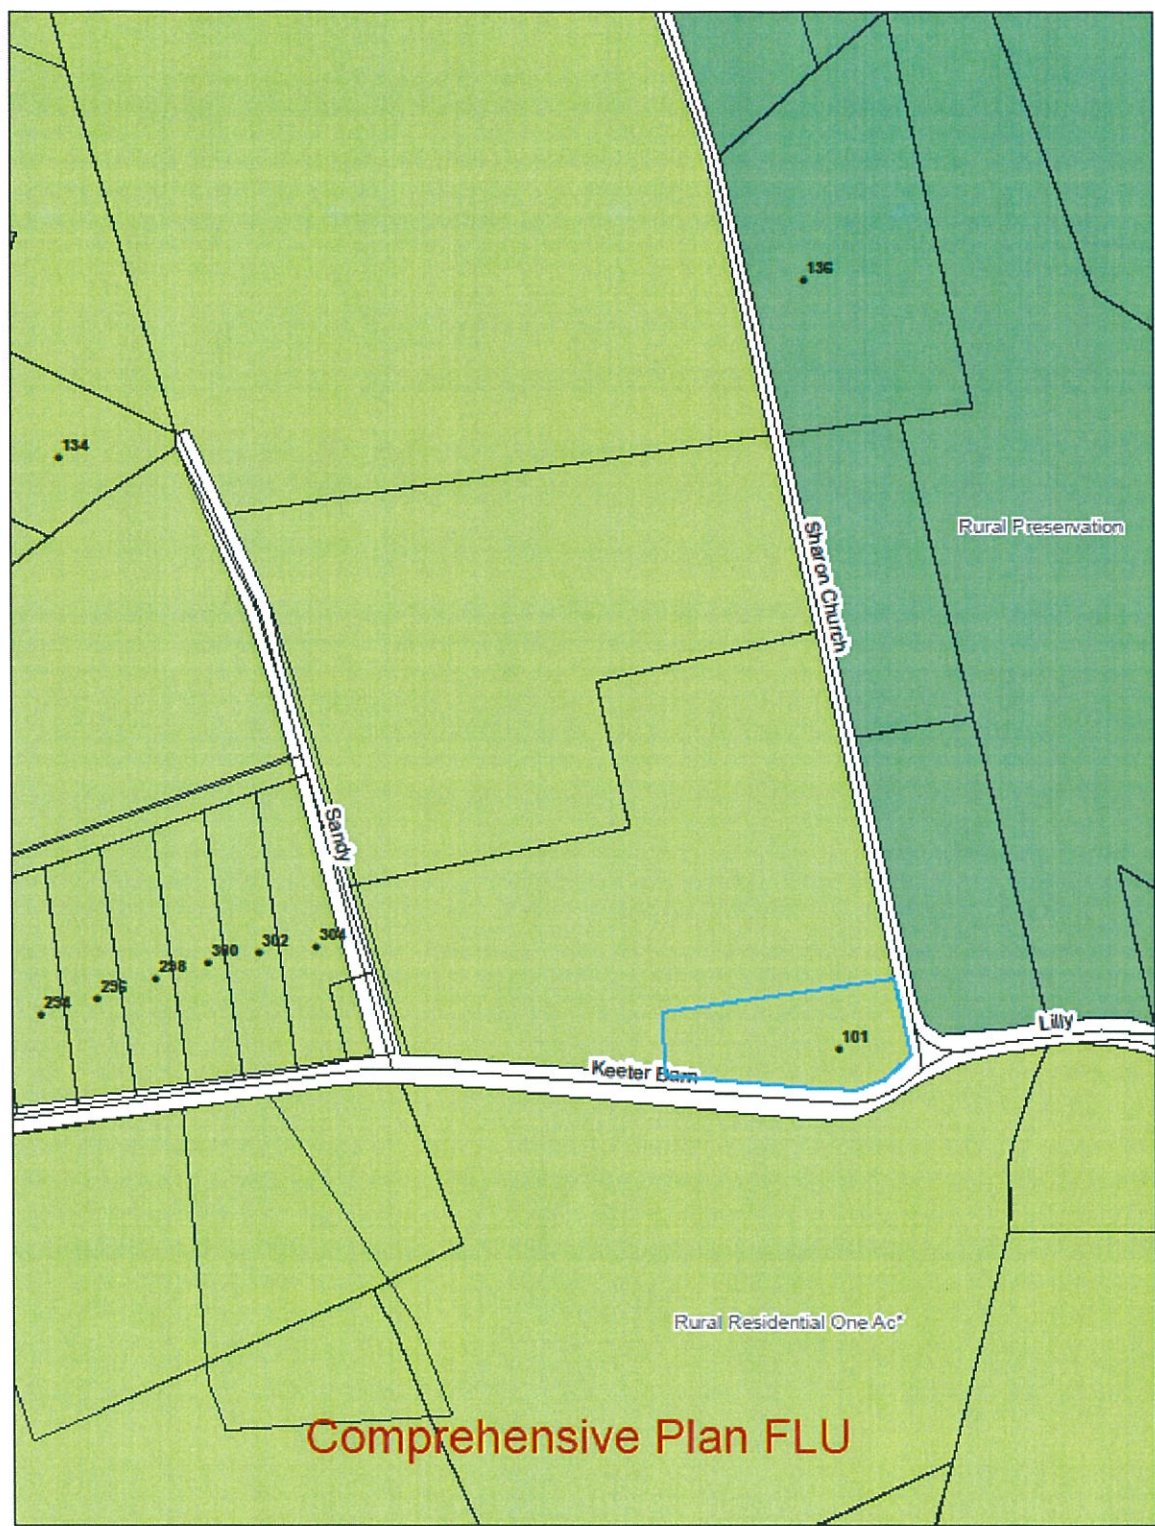 136
134
Rural Preservation
Sharon Church
Sandy
304
302
300
298
296
294
101
Lilly
Keeter Barn
Rural Residential One Ac*
Comprehensive Plan FLU